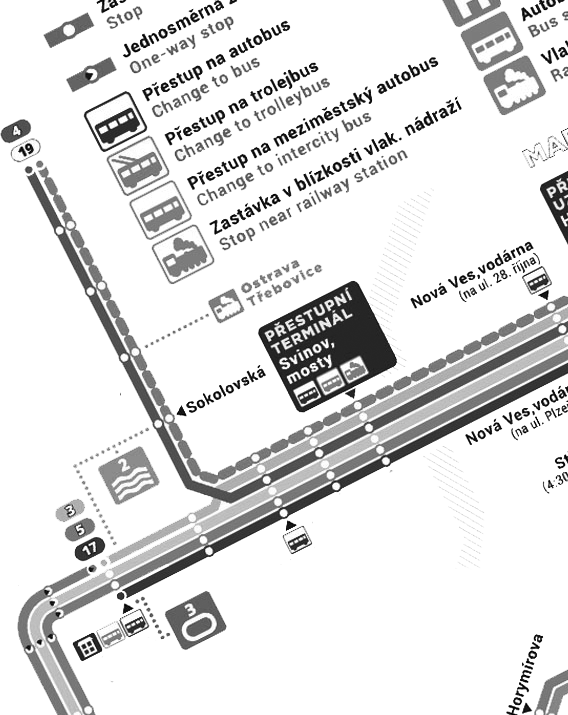 Stop
Jednosměrná
One-way stop
Přestup na autobus
Change to bus
Přestup na trolejbus
Change to trolleybus
Přestup na meziměstský autobus
Change to intercity bus
Zastávka v blízkosti vlak. nádraží
Stop near railway station
4
19
Ostrava
Třebovice
PŘESTUPNÍ
TERMINÁL
Svinov,
mosty
Nová Ves,vodárna
(na ul. 28. října)
Sokolovská
2
3
5
17
3
Nová Ves,vodár
(na ul. Plze
Horymírova